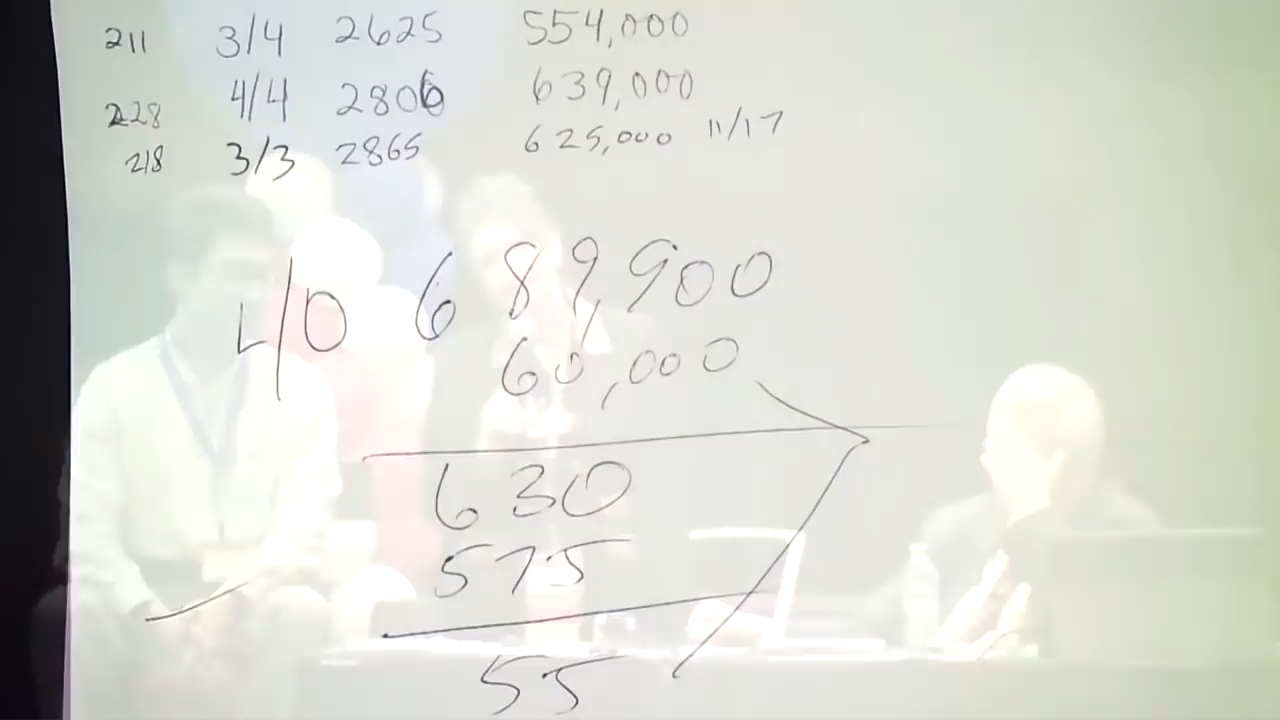 211 3/4 2625 554,000
228 4/4 2806 639,000
218 3/3 2865 625,000 11/17
L/O 689,900
60,000
630
575
55